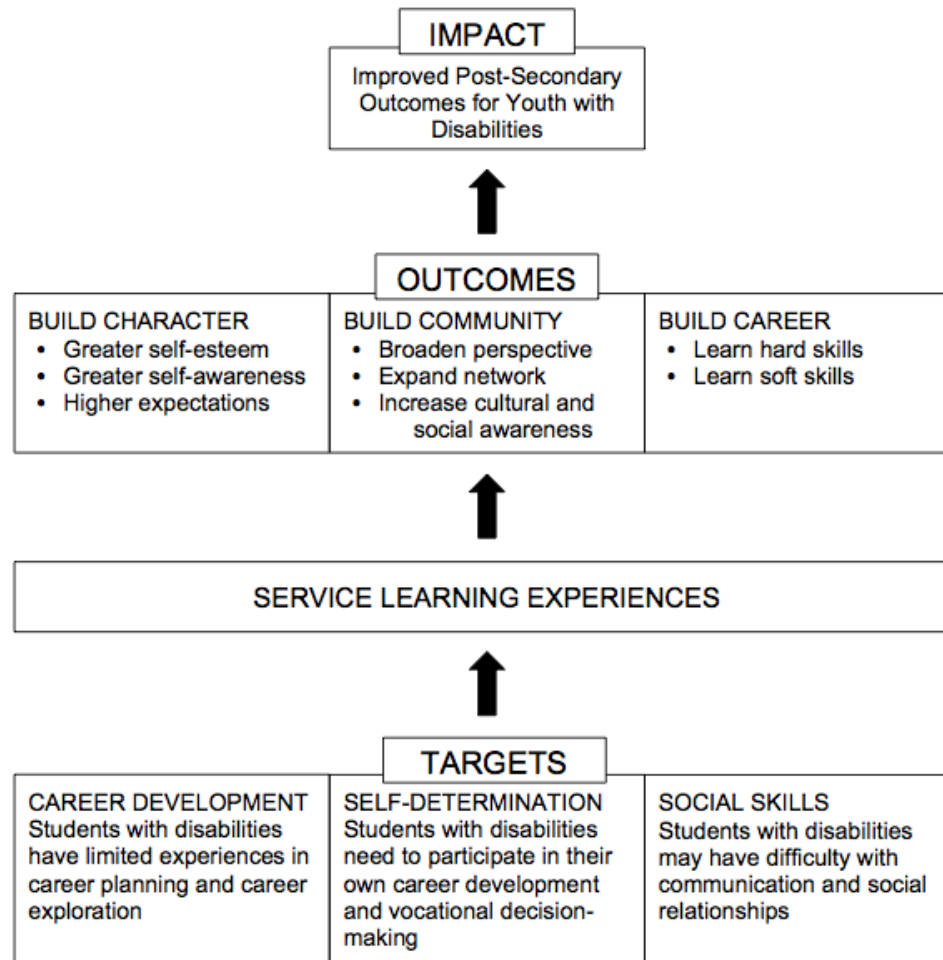 IMPACT
Improved Post-Secondary
Outcomes for Youth with
Disabilities
OUTCOMES
BUILD CHARACTER
• Greater self-esteem
• Greater self-awareness
• Higher expectations
BUILD COMMUNITY
• Broaden perspective
• Expand network
• Increase cultural and
social awareness
BUILD CAREER
• Learn hard skills
• Learn soft skills
SERVICE LEARNING EXPERIENCES
TARGETS
CAREER DEVELOPMENT
Students with disabilities
have limited experiences in
career planning and career
exploration
SELF-DETERMINATION
Students with disabilities
need to participate in their
own career development
and vocational decision-
making
SOCIAL SKILLS
Students with disabilities
may have difficulty with
communication and social
relationships